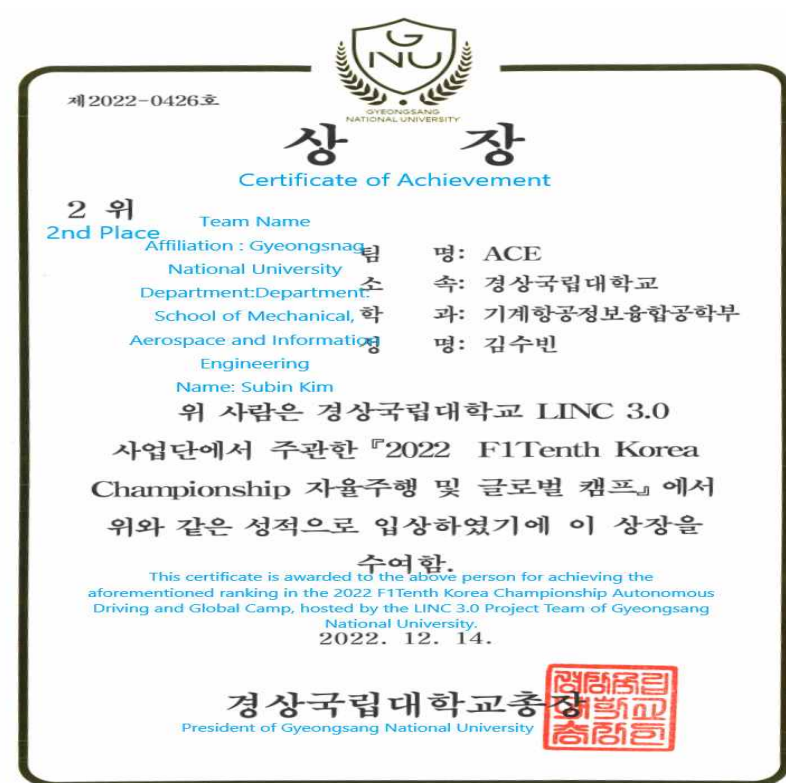 GNU
GYEONGSANG
NATIONAL UNIVERSITY
제2022-0426호
상 장
Certificate of Achievement
2 위
2nd Place
Team Name
Affiliation : Gyeongsnag
National University
Department:Department:
School of Mechanical,
Aerospace and Information
Engineering
Name: Subin Kim
팀 명: ACE
소 속: 경상국립대학교
학 과: 기계항공정보융합공학부
성 명: 김수빈
위 사람은 경상국립대학교 LINC 3.0
사업단에서 주관한 『2022 F1Tenth Korea
Championship 자율주행 및 글로벌 캠프』에서
위와 같은 성적으로 입상하였기에 이 상장을
수여함.
This certificate is awarded to the above person for achieving the
aforementioned ranking in the 2022 F1Tenth Korea Championship Autonomous
Driving and Global Camp, hosted by the LINC 3.0 Project Team of Gyeongsang
National University.
2022. 12. 14.
경상국립대학교총장
President of Gyeongsang National University